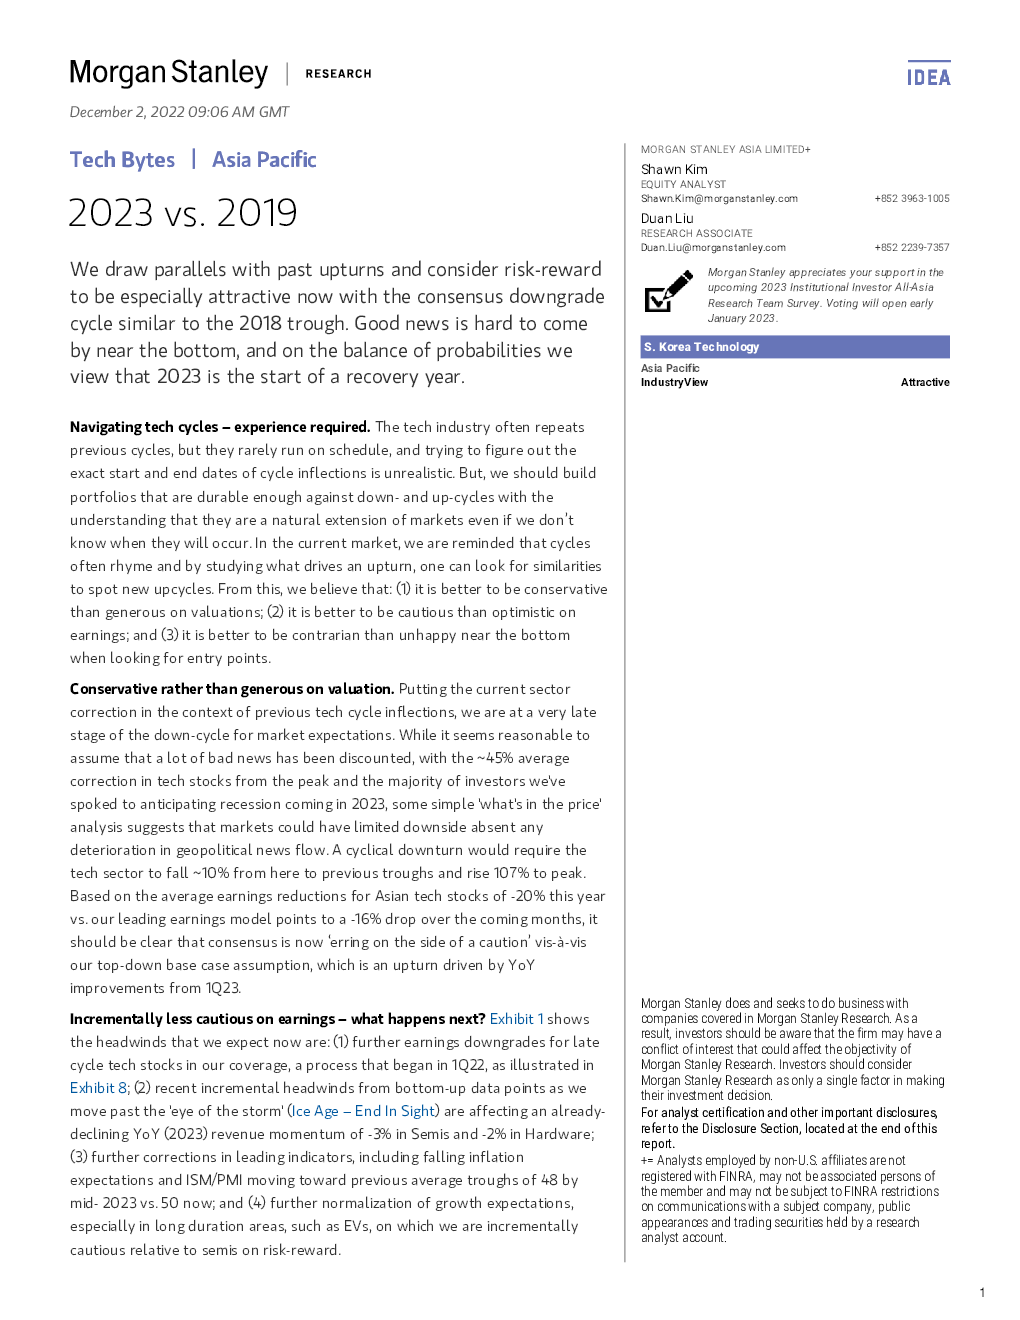 Morgan Stanley | RESEARCH
IDEA
December 2, 2022 09:06 AM GMT
Tech Bytes | Asia Pacific
2023 vs. 2019
We draw parallels with past upturns and consider risk-reward
to be especially attractive now with the consensus downgrade
cycle similar to the 2018 trough. Good news is hard to come
by near the bottom, and on the balance of probabilities we
view that 2023 is the start of a recovery year.
Navigating tech cycles – experience required. The tech industry often repeats
previous cycles, but they rarely run on schedule, and trying to figure out the
exact start and end dates of cycle inflections is unrealistic. But, we should build
portfolios that are durable enough against down- and up-cycles with the
understanding that they are a natural extension of markets even if we don't
know when they will occur. In the current market, we are reminded that cycles
often rhyme and by studying what drives an upturn, one can look for similarities
to spot new upcycles. From this, we believe that: (1) it is better to be conservative
than generous on valuations; (2) it is better to be cautious than optimistic on
earnings; and (3) it is better to be contrarian than unhappy near the bottom
when looking for entry points.
Conservative rather than generous on valuation. Putting the current sector
correction in the context of previous tech cycle inflections, we are at a very late
stage of the down-cycle for market expectations. While it seems reasonable to
assume that a lot of bad news has been discounted, with the ~45% average
correction in tech stocks from the peak and the majority of investors we've
spoked to anticipating recession coming in 2023, some simple 'what's in the price'
analysis suggests that markets could have limited downside absent any
deterioration in geopolitical news flow. A cyclical downturn would require the
tech sector to fall ~10% from here to previous troughs and rise 107% to peak.
Based on the average earnings reductions for Asian tech stocks of -20% this year
vs. our leading earnings model points to a -16% drop over the coming months, it
should be clear that consensus is now 'erring on the side of a caution' vis-à-vis
our top-down base case assumption, which is an upturn driven by YoY
improvements from 1Q23.
Incrementally less cautious on earnings – what happens next? Exhibit 1 shows
the headwinds that we expect now are: (1) further earnings downgrades for late
cycle tech stocks in our coverage, a process that began in 1Q22, as illustrated in
Exhibit 8; (2) recent incremental headwinds from bottom-up data points as we
move past the 'eye of the storm' (Ice Age – End In Sight) are affecting an already-
declining YoY (2023) revenue momentum of -3% in Semis and -2% in Hardware;
(3) further corrections in leading indicators, including falling inflation
expectations and ISM/PMI moving toward previous average troughs of 48 by
mid- 2023 vs. 50 now; and (4) further normalization of growth expectations,
especially in long duration areas, such as EVs, on which we are incrementally
cautious relative to semis on risk-reward.
MORGAN STANLEY ASIA LIMITED+
Shawn Kim
EQUITY ANALYST
Shawn.Kim@morganstanley.com +852 3963-1005
Duan Liu
RESEARCH ASSOCIATE
Duan.Liu@morganstanley.com +852 2239-7357
Morgan Stanley appreciates your support in the
upcoming 2023 Institutional Investor All-Asia
Research Team Survey. Voting will open early
January 2023.
S. Korea Technology
Asia Pacific
IndustryView Attractive
Morgan Stanley does and seeks to do business with
companies covered in Morgan Stanley Research. As a
result, investors should be aware that the firm may have a
conflict of interest that could affect the objectivity of
Morgan Stanley Research. Investors should consider
Morgan Stanley Research as only a single factor in making
their investment decision.
For analyst certification and other important disclosures,
refer to the Disclosure Section, located at the end of this
report.
+= Analysts employed by non-U.S. affiliates are not
registered with FINRA, may not be associated persons of
the member and may not be subject to FINRA restrictions
on communications with a subject company, public
appearances and trading securities held by a research
analyst account.
1